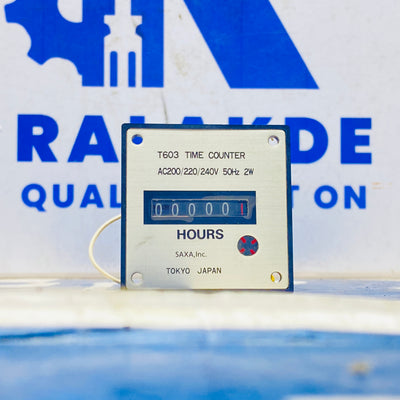 RALAKDE
QUAL ON
T603 TIME COUNTER
AC200/220/240V 50Hz 2W
000001
HOURS
SAXA,Inc.
TOKYO JAPAN